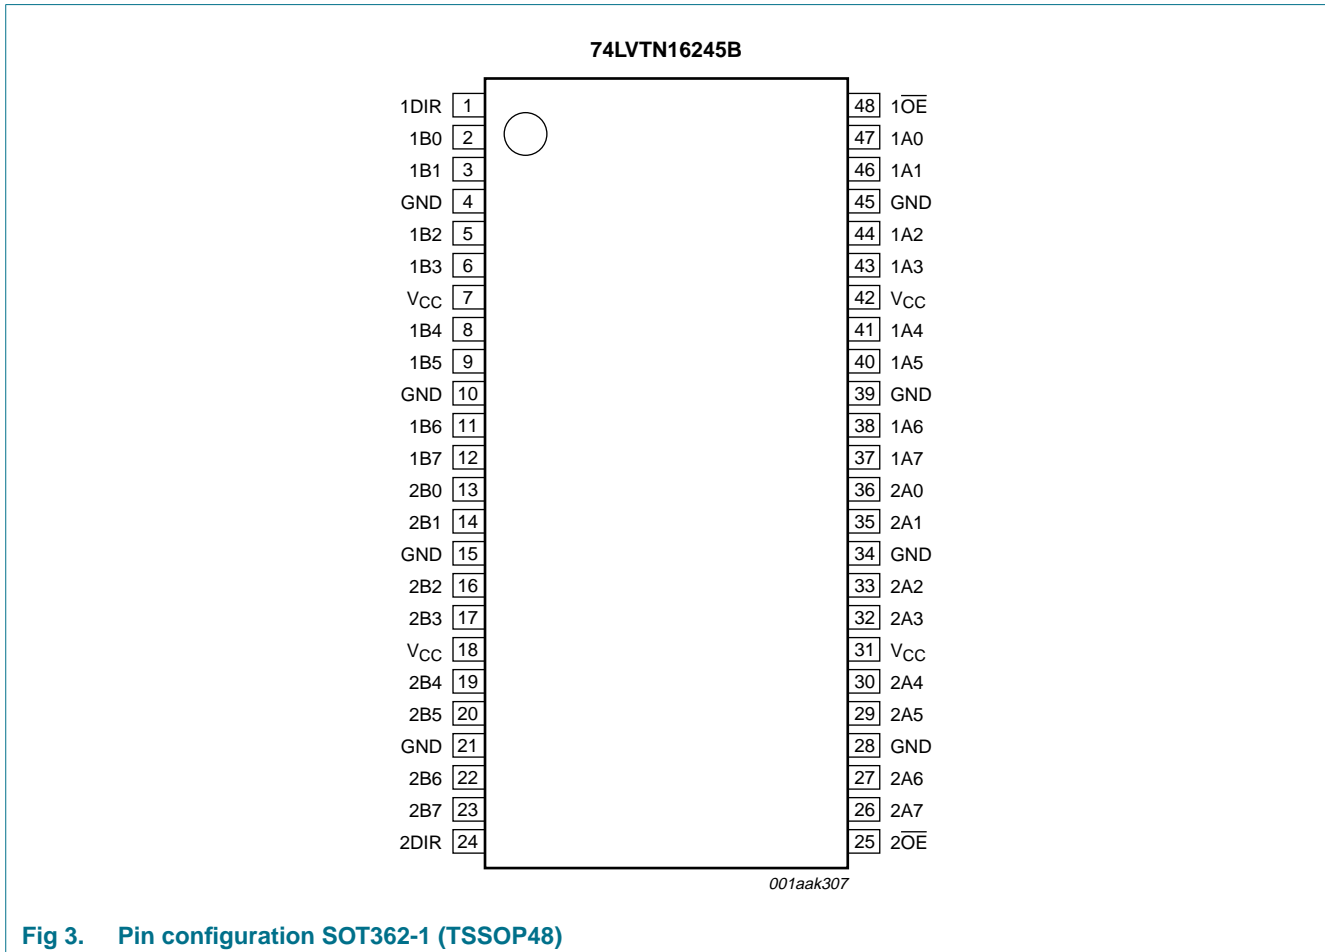 74LVTN16245B
1DIR 1 48 1O̅E̅
1B0 2 47 1A0
1B1 3 46 1A1
GND 4 45 GND
1B2 5 44 1A2
1B3 6 43 1A3
VCC 7 42 VCC
1B4 8 41 1A4
1B5 9 40 1A5
GND 10 39 GND
1B6 11 38 1A6
1B7 12 37 1A7
2B0 13 36 2A0
2B1 14 35 2A1
GND 15 34 GND
2B2 16 33 2A2
2B3 17 32 2A3
VCC 18 31 VCC
2B4 19 30 2A4
2B5 20 29 2A5
GND 21 28 GND
2B6 22 27 2A6
2B7 23 26 2A7
2DIR 24 25 2O̅E̅
001aak307
Fig 3. Pin configuration SOT362-1 (TSSOP48)